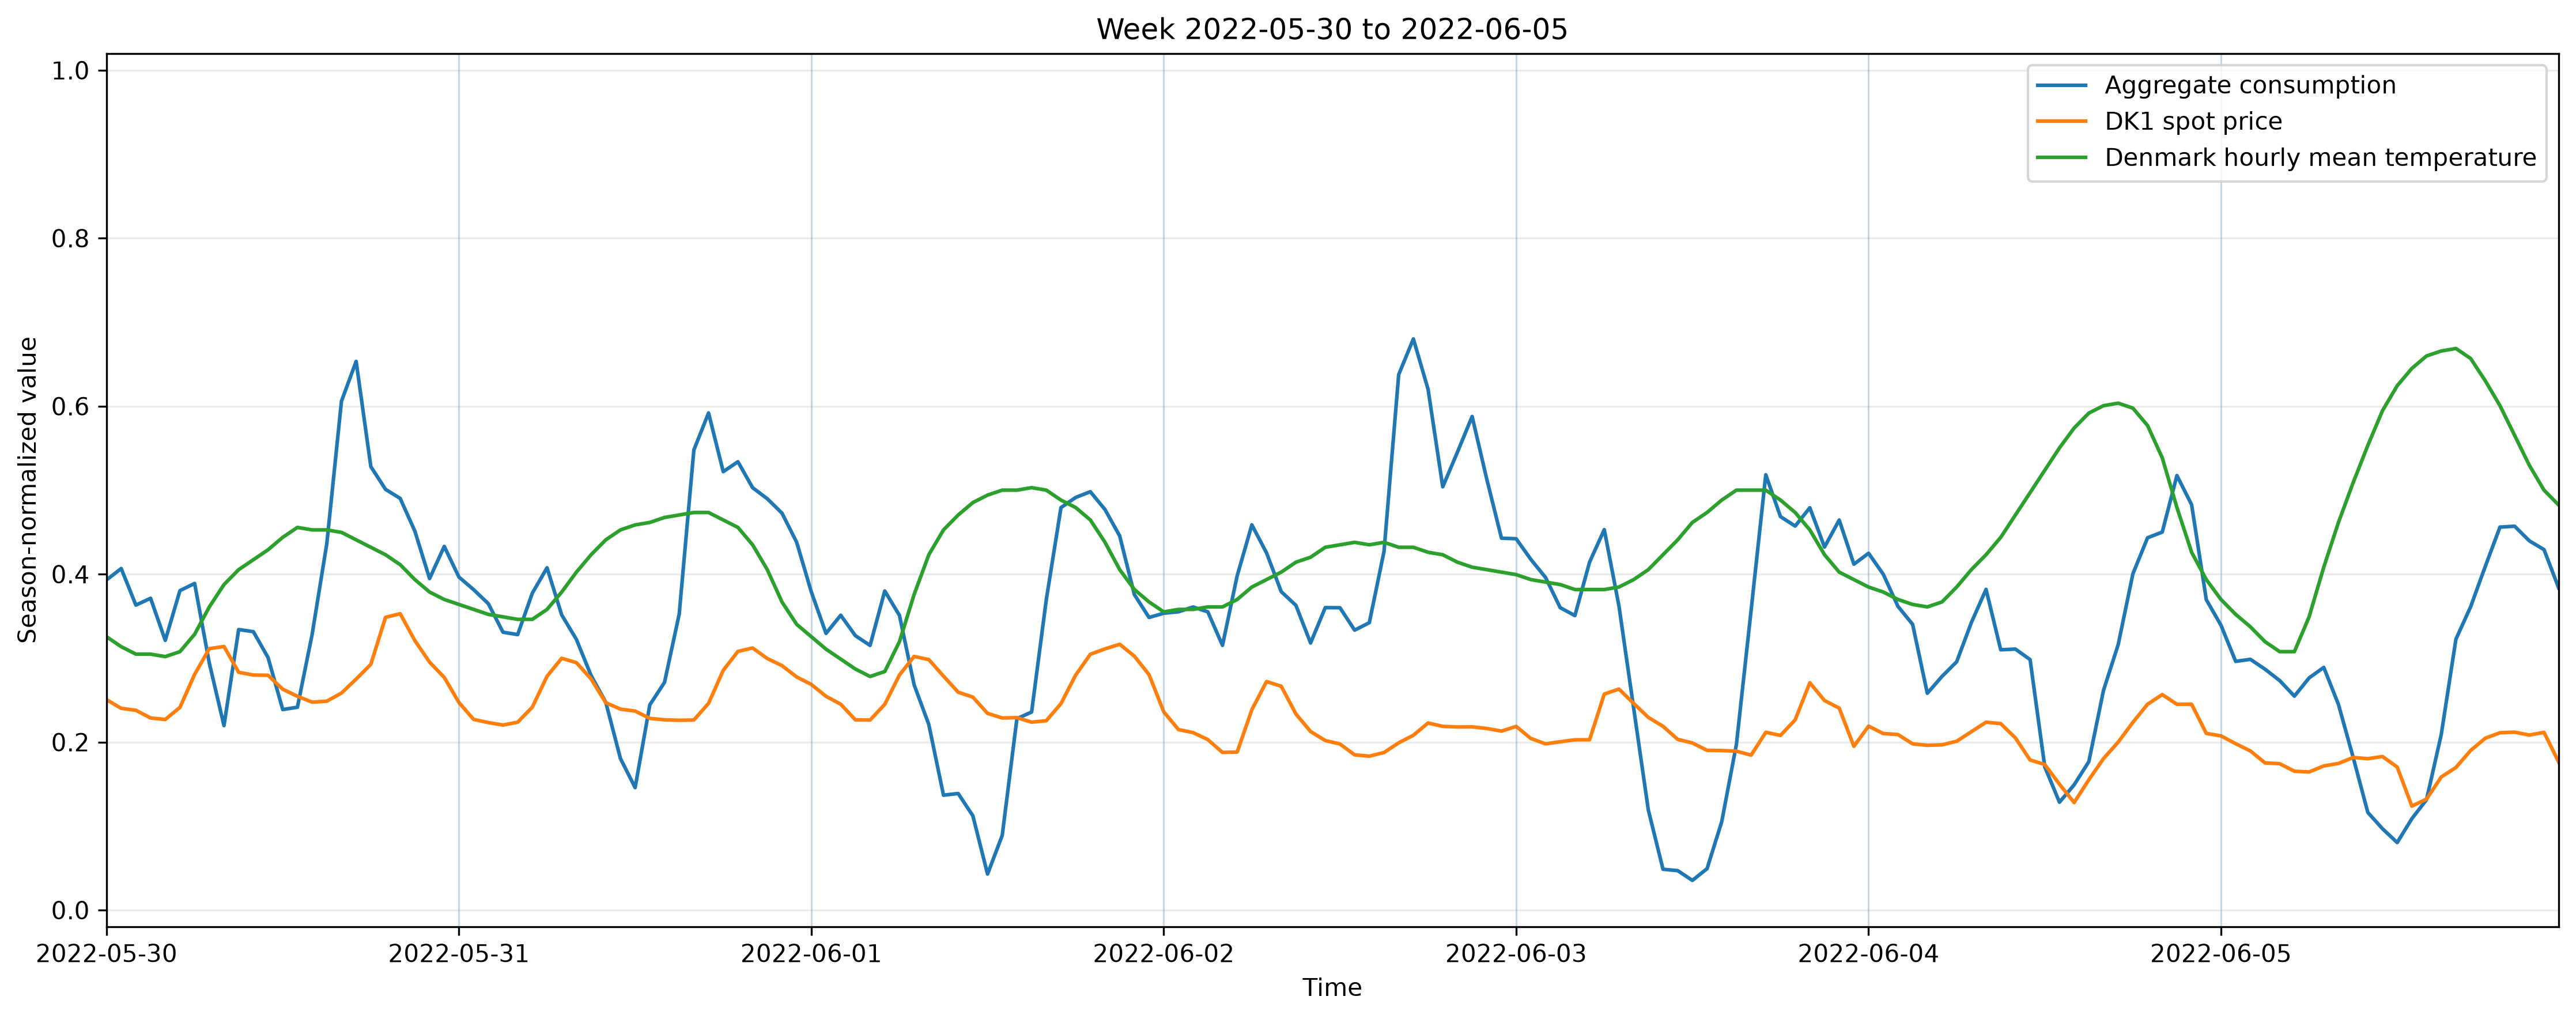 Week 2022-05-30 to 2022-06-05
Aggregate consumption
DK1 spot price
Denmark hourly mean temperature
Season-normalized value
1.0
0.8
0.6
0.4
0.2
0.0
2022-05-30 2022-05-31 2022-06-01 2022-06-02 2022-06-03 2022-06-04 2022-06-05
Time